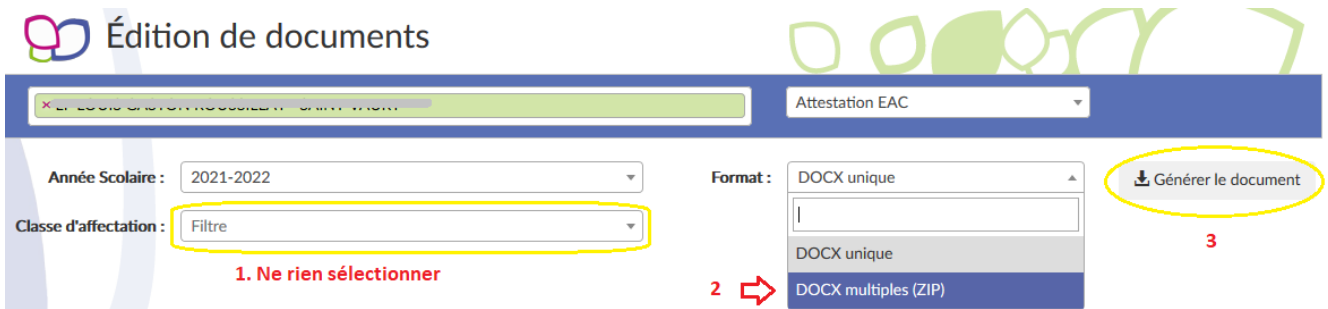 Édition de documents
×
Attestation EAC
Année Scolaire : 2021-2022 Format : DOCX unique Générer le document
Classe d'affectation : Filtre
DOCX unique
1. Ne rien sélectionner
3
2 DOCX multiples (ZIP)